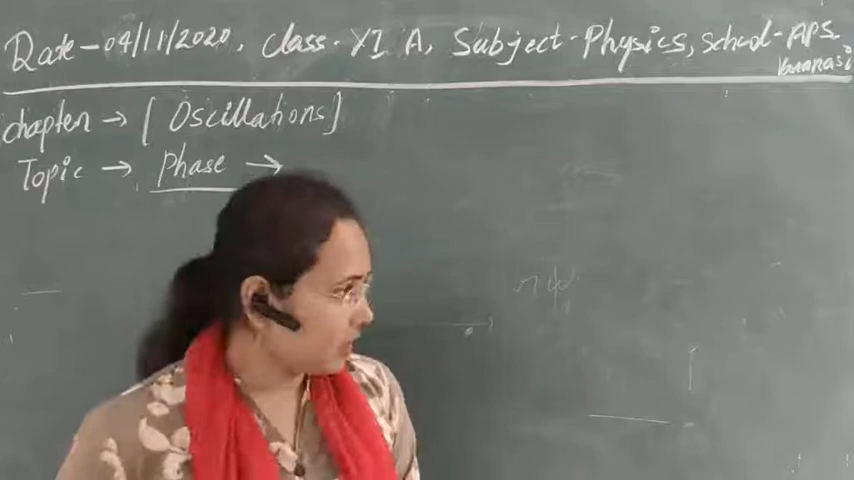 Date - 04/11/2020, Class - XI A, Subject - Physics, School - APS
Varanasi
Chapter → [Oscillations]
Topic → Phase →